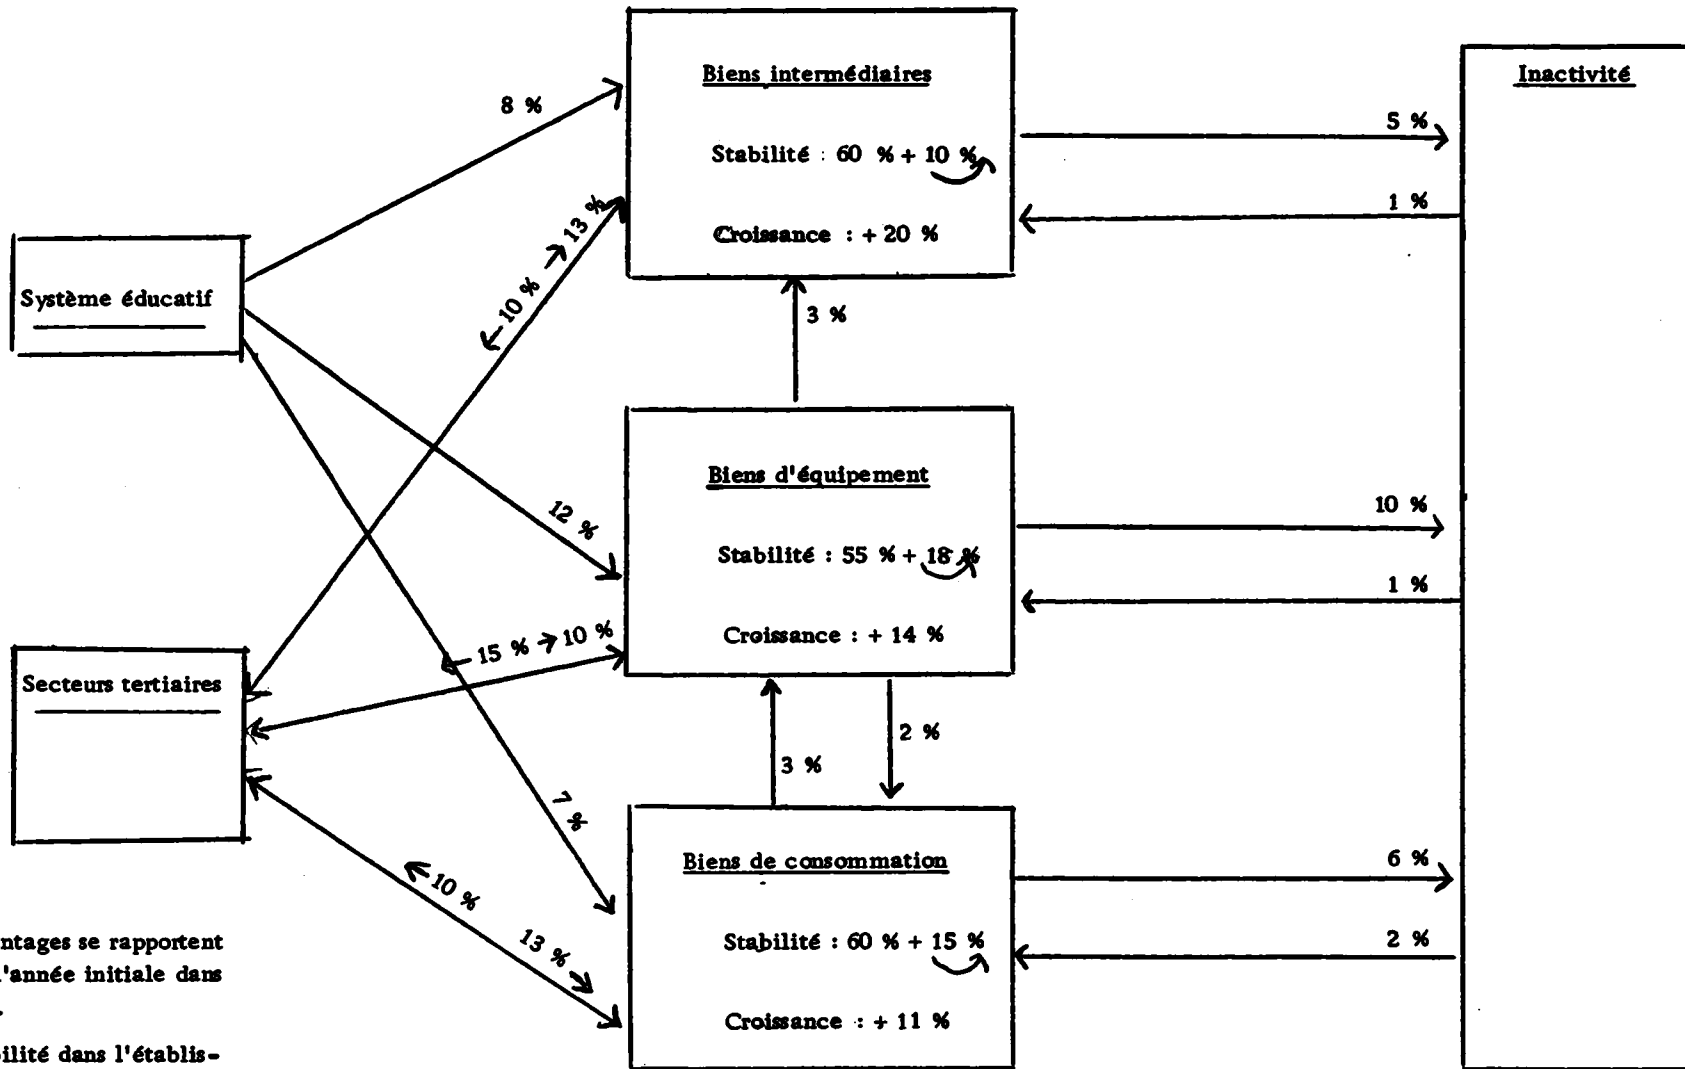 Biens intermédiaires
Inactivité
8 %
5 %
Stabilité : 60 % + 10 %
1 %
Croissance : + 20 %
← 10 % → 13 %
Système éducatif
3 %
Biens d'équipement
12 %
10 %
Stabilité : 55 % + 18 %
1 %
← 15 % → 10 %
Croissance : + 14 %
Secteurs tertiaires
2 %
3 %
7 %
Biens de consommation
6 %
← 10 %
13 % →
Stabilité : 60 % + 15 %
2 %
Croissance : + 11 %
ntages se rapportent
l'année initiale dans
bilité dans l'établis-